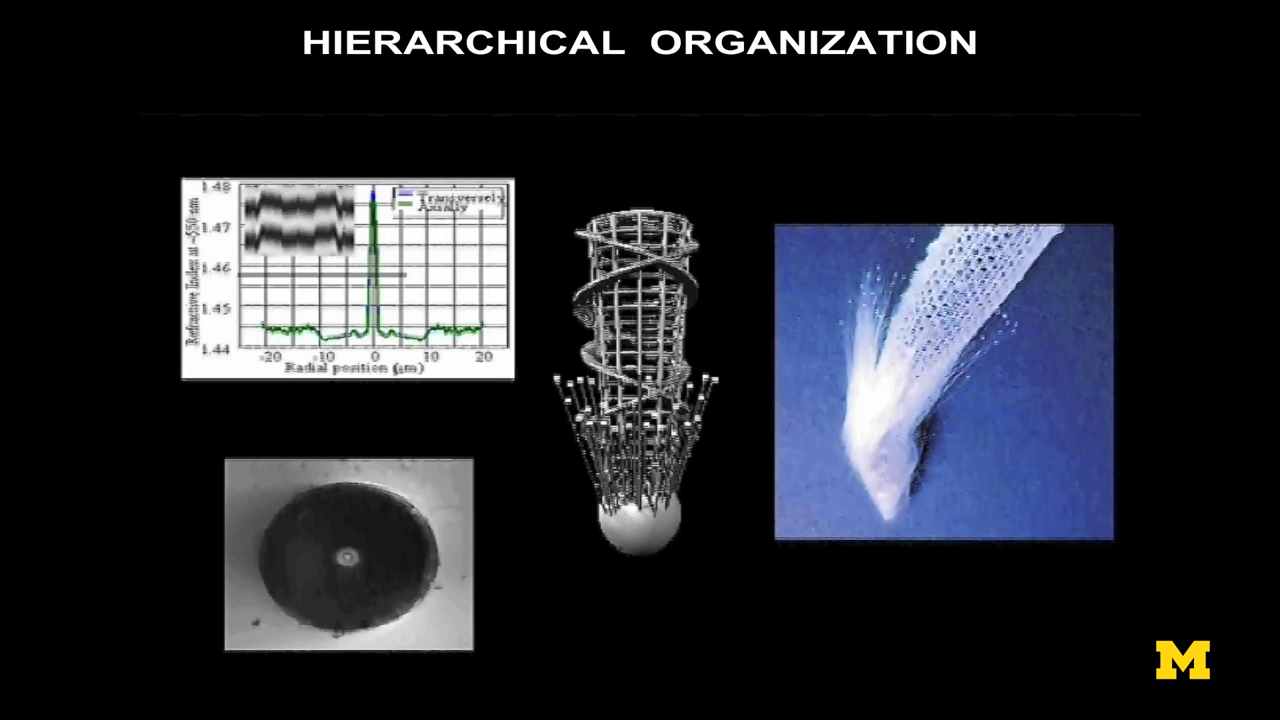 HIERARCHICAL ORGANIZATION
1.48
1.47
1.46
1.45
1.44
Refractive Index at ~550 nm
Transversely
Axially
-20 -10 0 10 20
Radial position (μm)
M